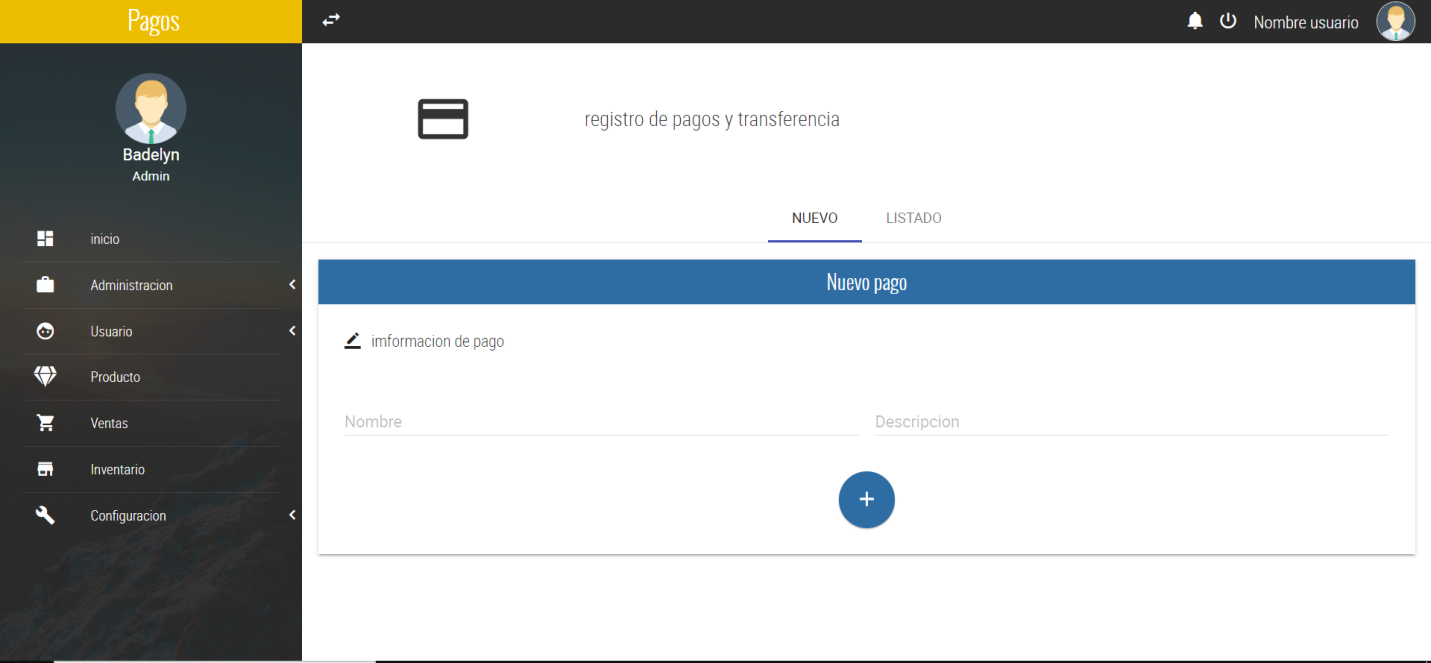 Pagos
Nombre usuario
Badelyn
Admin
inicio
Administracion
Usuario
Producto
Ventas
Inventario
Configuracion
registro de pagos y transferencia
NUEVO LISTADO
Nuevo pago
imformacion de pago
Nombre Descripcion